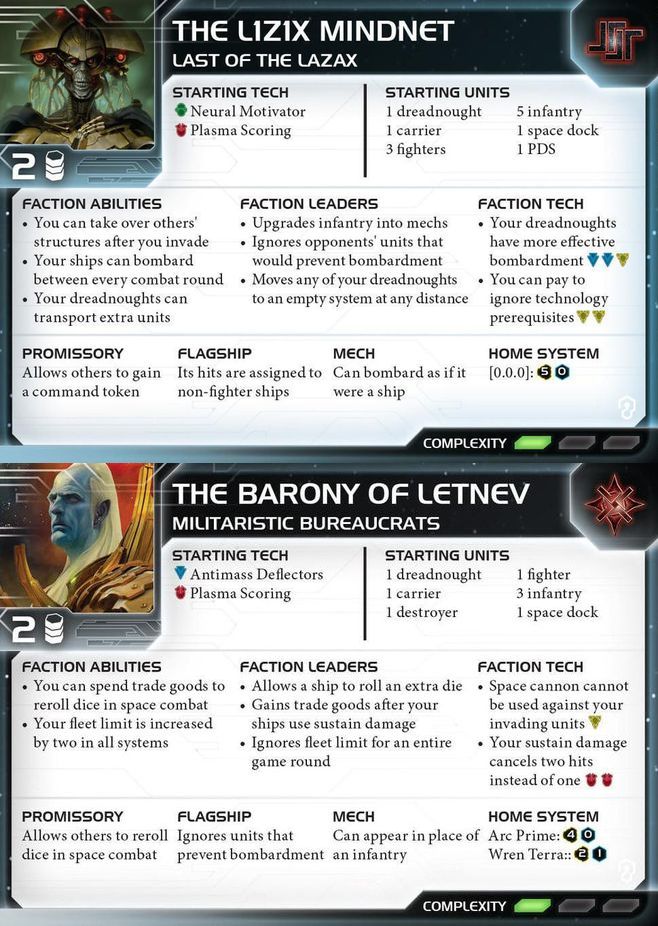 THE L1Z1X MINDNET
LAST OF THE LAZAX
2
STARTING TECH
Neural Motivator
Plasma Scoring
STARTING UNITS
1 dreadnought
1 carrier
3 fighters
5 infantry
1 space dock
1 PDS
FACTION ABILITIES
• You can take over others'
structures after you invade
• Your ships can bombard
between every combat round
• Your dreadnoughts can
transport extra units
FACTION LEADERS
• Upgrades infantry into mechs
• Ignores opponents' units that
would prevent bombardment
• Moves any of your dreadnoughts
to an empty system at any distance
FACTION TECH
• Your dreadnoughts
have more effective
bombardment
• You can pay to
ignore technology
prerequisites
PROMISSORY
Allows others to gain
a command token
FLAGSHIP
Its hits are assigned to
non-fighter ships
MECH
Can bombard as if it
were a ship
HOME SYSTEM
[0.0.0]: 5 0
COMPLEXITY
THE BARONY OF LETNEV
MILITARISTIC BUREAUCRATS
2
STARTING TECH
Antimass Deflectors
Plasma Scoring
STARTING UNITS
1 dreadnought
1 carrier
1 destroyer
1 fighter
3 infantry
1 space dock
FACTION ABILITIES
• You can spend trade goods to
reroll dice in space combat
• Your fleet limit is increased
by two in all systems
FACTION LEADERS
• Allows a ship to roll an extra die
• Gains trade goods after your
ships use sustain damage
• Ignores fleet limit for an entire
game round
FACTION TECH
• Space cannon cannot
be used against your
invading units
• Your sustain damage
cancels two hits
instead of one
PROMISSORY
Allows others to reroll
dice in space combat
FLAGSHIP
Ignores units that
prevent bombardment
MECH
Can appear in place of
an infantry
HOME SYSTEM
Arc Prime: 4 0
Wren Terra:: 2 1
COMPLEXITY